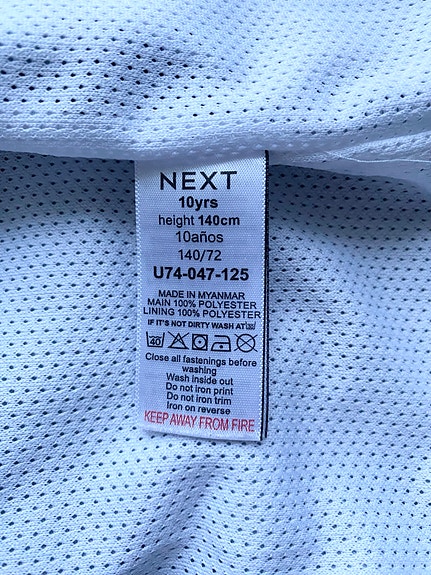 NEXT
10yrs
height 140cm
10años
140/72
U74-047-125
MADE IN MYANMAR
MAIN 100% POLYESTER
LINING 100% POLYESTER
IF IT'S NOT DIRTY WASH AT 30
40
Close all fastenings before
washing
Wash inside out
Do not iron print
Do not iron trim
Iron on reverse
KEEP AWAY FROM FIRE